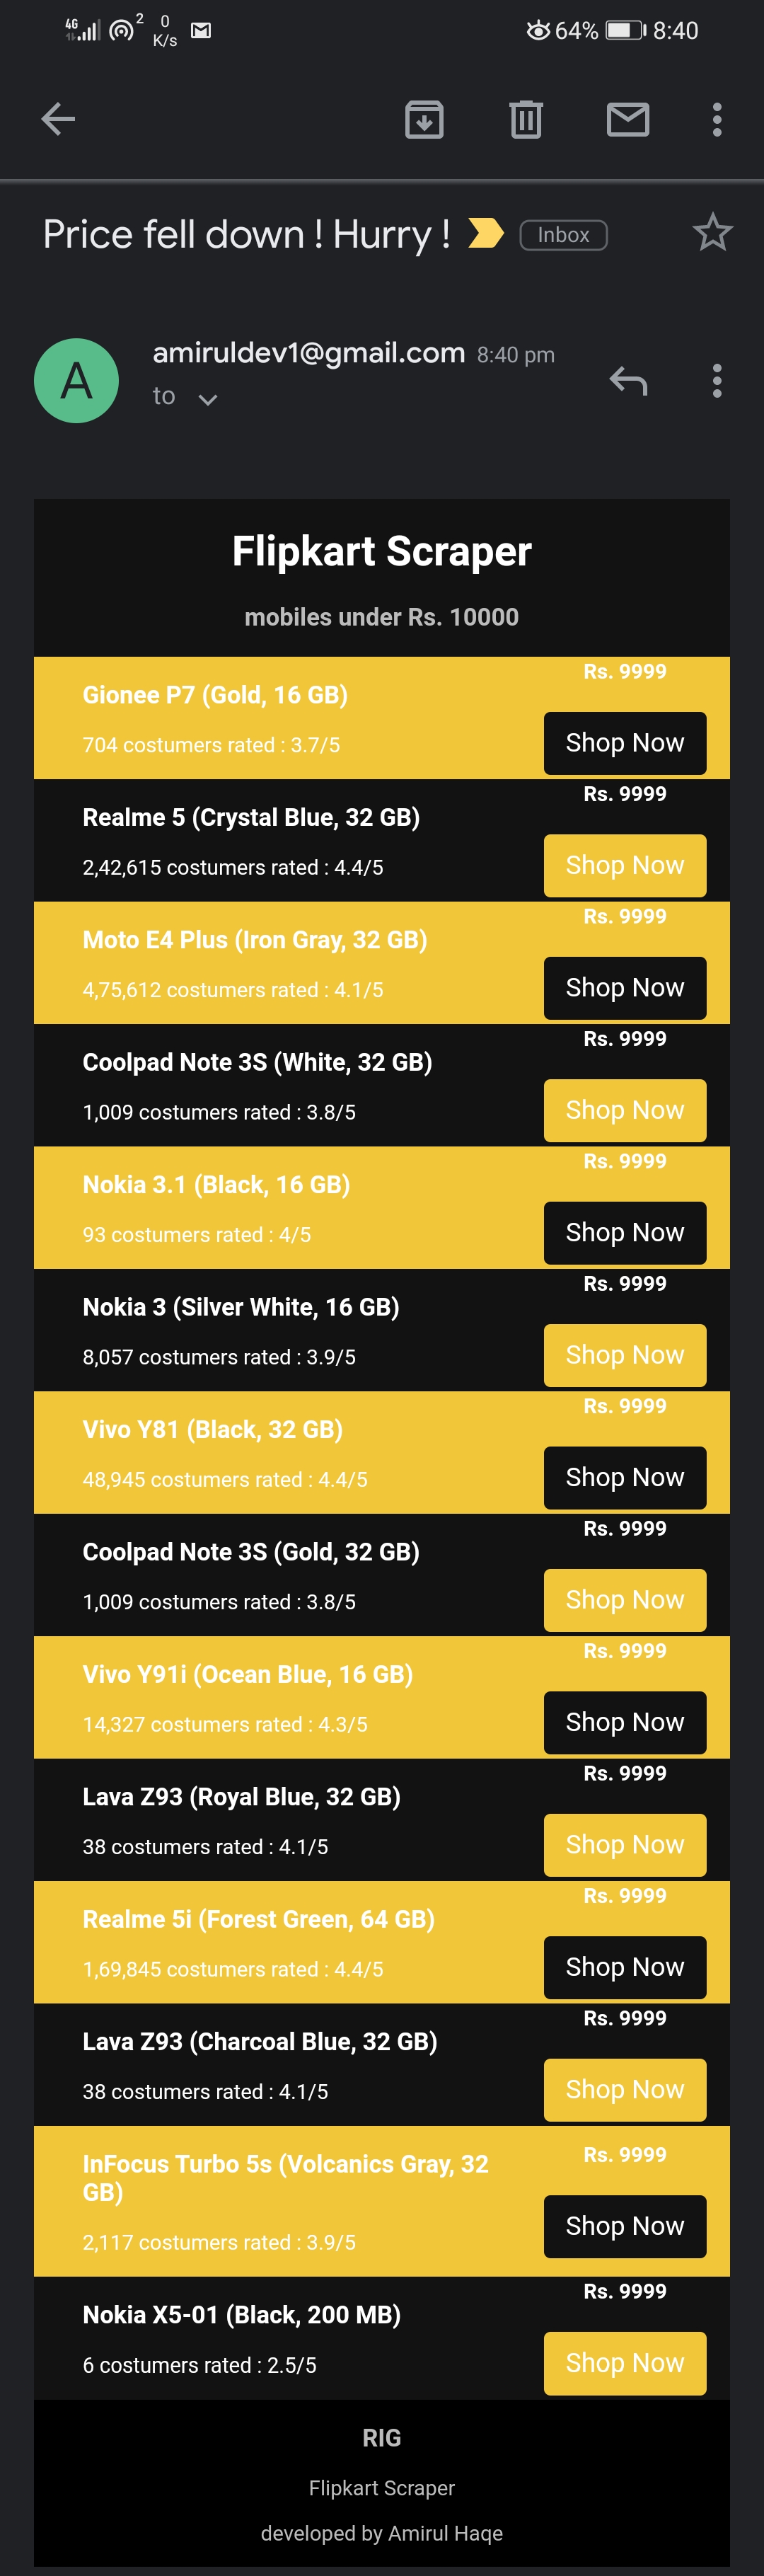 4G 2 0 K/s 64% 8:40
Price fell down ! Hurry ! Inbox
A
amiruldev1@gmail.com 8:40 pm
to
Flipkart Scraper
mobiles under Rs. 10000
Rs. 9999
Gionee P7 (Gold, 16 GB)
704 costumers rated : 3.7/5
Shop Now
Rs. 9999
Realme 5 (Crystal Blue, 32 GB)
2,42,615 costumers rated : 4.4/5
Shop Now
Rs. 9999
Moto E4 Plus (Iron Gray, 32 GB)
4,75,612 costumers rated : 4.1/5
Shop Now
Rs. 9999
Coolpad Note 3S (White, 32 GB)
1,009 costumers rated : 3.8/5
Shop Now
Rs. 9999
Nokia 3.1 (Black, 16 GB)
93 costumers rated : 4/5
Shop Now
Rs. 9999
Nokia 3 (Silver White, 16 GB)
8,057 costumers rated : 3.9/5
Shop Now
Rs. 9999
Vivo Y81 (Black, 32 GB)
48,945 costumers rated : 4.4/5
Shop Now
Rs. 9999
Coolpad Note 3S (Gold, 32 GB)
1,009 costumers rated : 3.8/5
Shop Now
Rs. 9999
Vivo Y91i (Ocean Blue, 16 GB)
14,327 costumers rated : 4.3/5
Shop Now
Rs. 9999
Lava Z93 (Royal Blue, 32 GB)
38 costumers rated : 4.1/5
Shop Now
Rs. 9999
Realme 5i (Forest Green, 64 GB)
1,69,845 costumers rated : 4.4/5
Shop Now
Rs. 9999
Lava Z93 (Charcoal Blue, 32 GB)
38 costumers rated : 4.1/5
Shop Now
Rs. 9999
InFocus Turbo 5s (Volcanics Gray, 32
GB)
2,117 costumers rated : 3.9/5
Shop Now
Rs. 9999
Nokia X5-01 (Black, 200 MB)
6 costumers rated : 2.5/5
Shop Now
RIG
Flipkart Scraper
developed by Amirul Haqe